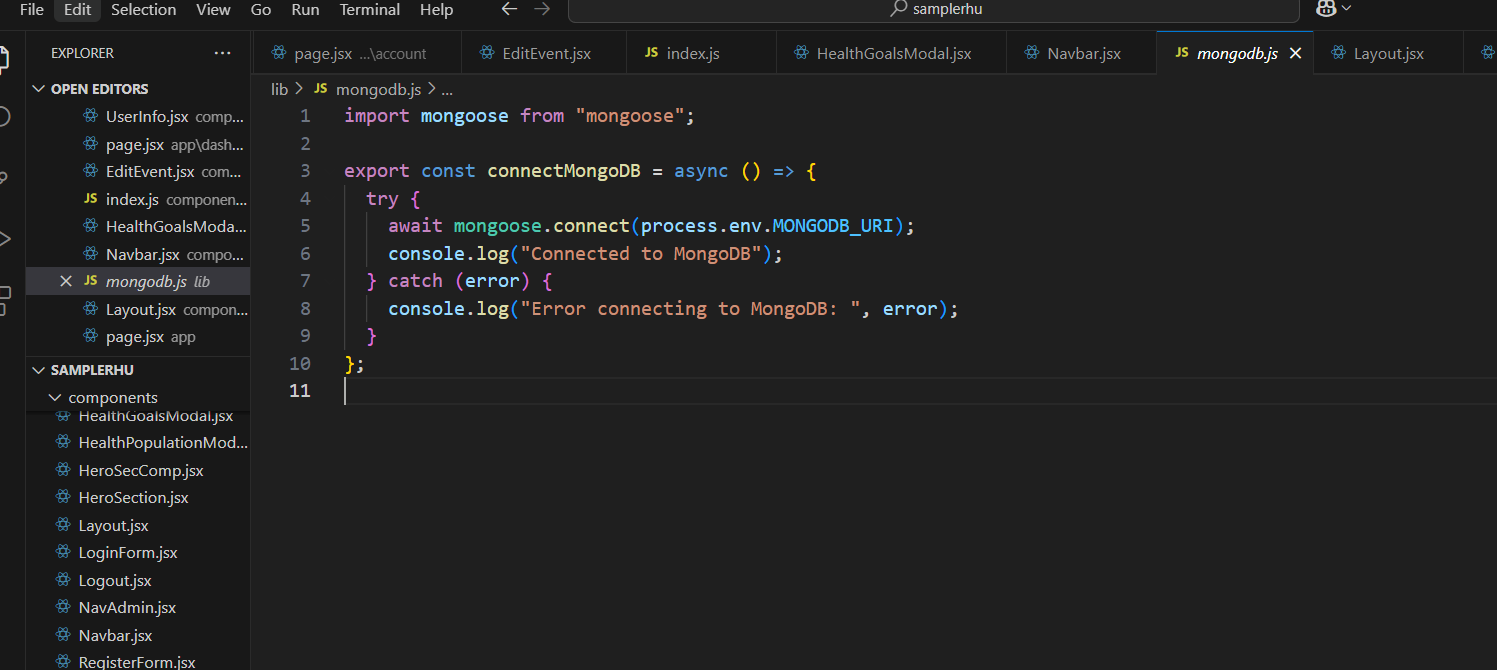 File Edit Selection View Go Run Terminal Help samplerhu
EXPLORER ...
page.jsx ...\account EditEvent.jsx JS index.js HealthGoalsModal.jsx Navbar.jsx JS mongodb.js Layout.jsx
OPEN EDITORS
UserInfo.jsx comp...
page.jsx app\dash...
EditEvent.jsx com...
JS index.js componen...
HealthGoalsModa...
Navbar.jsx compo...
JS mongodb.js lib
Layout.jsx compon...
page.jsx app
SAMPLERHU
components
HealthGoalsModal.jsx
HealthPopulationMod...
HeroSecComp.jsx
HeroSection.jsx
Layout.jsx
LoginForm.jsx
Logout.jsx
NavAdmin.jsx
Navbar.jsx
RegisterForm.jsx
lib > JS mongodb.js > ...
1 import mongoose from "mongoose";
2
3 export const connectMongoDB = async () => {
4 try {
5 await mongoose.connect(process.env.MONGODB_URI);
6 console.log("Connected to MongoDB");
7 } catch (error) {
8 console.log("Error connecting to MongoDB: ", error);
9 }
10 };
11